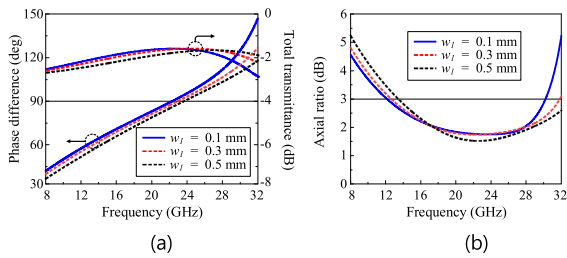 150
120
90
60
30
Phase difference (deg)
0
-2
-4
-6
-8
Total transmittance (dB)
w₁ = 0.1 mm
w₁ = 0.3 mm
w₁ = 0.5 mm
8 12 16 20 24 28 32
Frequency (GHz)
(a)
6
5
4
3
2
1
0
Axial ratio (dB)
w₁ = 0.1 mm
w₁ = 0.3 mm
w₁ = 0.5 mm
8 12 16 20 24 28 32
Frequency (GHz)
(b)